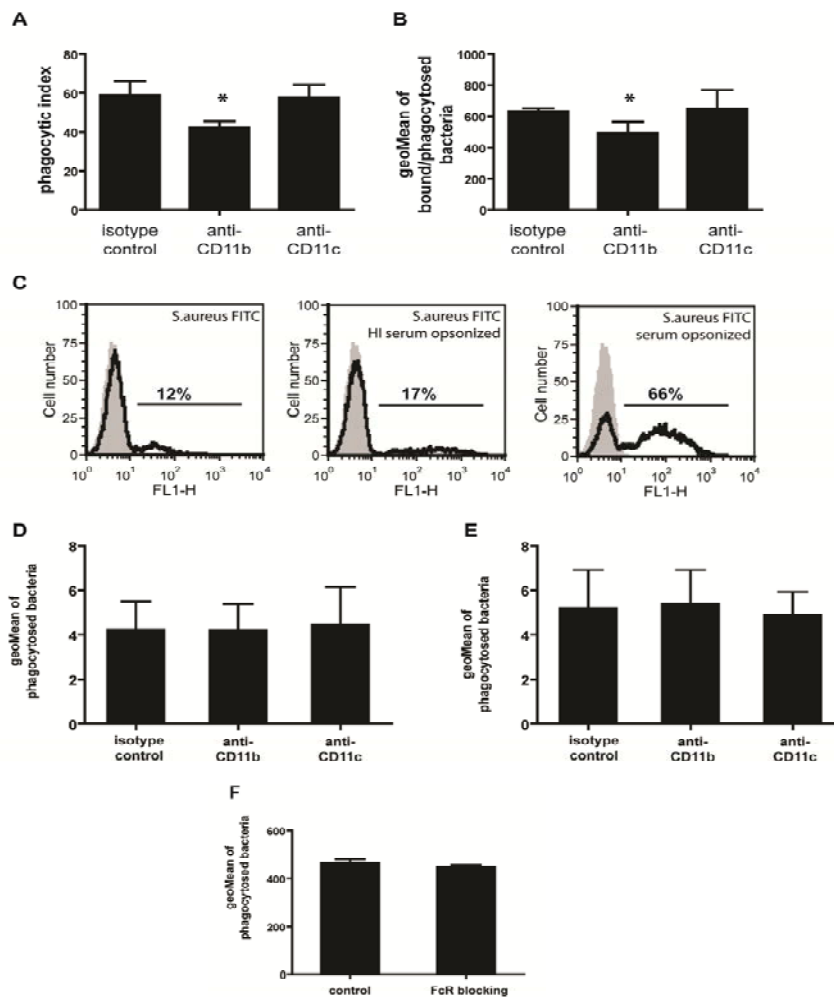 A
phagocytic index
80
60
40
20
0
*
isotype control
anti-CD11b
anti-CD11c
B
geoMean of bound/phagocytosed bacteria
1000
800
600
400
200
0
*
isotype control
anti-CD11b
anti-CD11c
C
Cell number
100
75
50
25
0
S.aureus FITC
12%
10⁰ 10¹ 10² 10³ 10⁴
FL1-H
Cell number
100
75
50
25
0
S.aureus FITC
HI serum opsonized
17%
10⁰ 10¹ 10² 10³ 10⁴
FL1-H
Cell number
100
75
50
25
0
S.aureus FITC
serum opsonized
66%
10⁰ 10¹ 10² 10³ 10⁴
FL1-H
D
geoMean of phagocytosed bacteria
8
6
4
2
0
isotype control
anti-CD11b
anti-CD11c
E
geoMean of phagocytosed bacteria
8
6
4
2
0
isotype control
anti-CD11b
anti-CD11c
F
geoMean of phagocytosed bacteria
600
400
200
0
control
FcR blocking